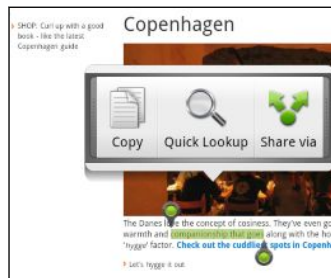 SHOP: Curl up with a good
book - like the latest
Copenhagen guide
Copenhagen
Copy
Quick Lookup
Share via
The Danes love the concept of cosiness. They've even go
warmth and companionship that goes along with the ho
'hygge' factor. Check out the cuddliest spots in Copenh
Let's hygge it out